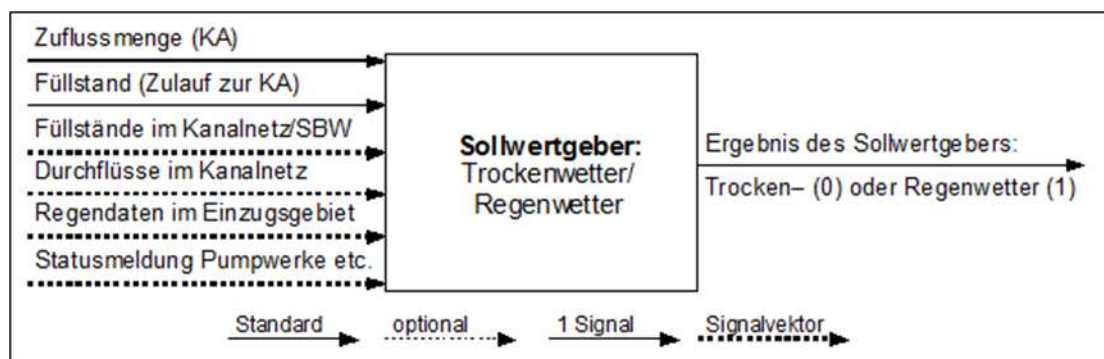 Zuflussmenge (KA)
Füllstand (Zulauf zur KA)
Füllstände im Kanalnetz/SBW
Durchflüsse im Kanalnetz
Regendaten im Einzugsgebiet
Statusmeldung Pumpwerke etc.
Sollwertgeber:
Trockenwetter/
Regenwetter
Ergebnis des Sollwertgebers:
Trocken– (0) oder Regenwetter (1)
Standard
optional
1 Signal
Signalvektor